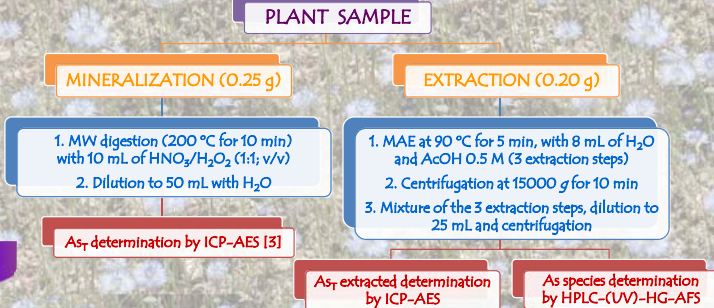 PLANT SAMPLE
MINERALIZATION (0.25 g)
EXTRACTION (0.20 g)
1. MW digestion (200 ºC for 10 min)
with 10 mL of HNO₃/H₂O₂ (1:1; v/v)
2. Dilution to 50 mL with H₂O
1. MAE at 90 ºC for 5 min, with 8 mL of H₂O
and AcOH 0.5 M (3 extraction steps)
2. Centrifugation at 15000 g for 10 min
3. Mixture of the 3 extraction steps, dilution to
25 mL and centrifugation
Asₜ determination by ICP-AES [3]
Asₜ extracted determination
by ICP-AES
As species determination
by HPLC-(UV)-HG-AFS